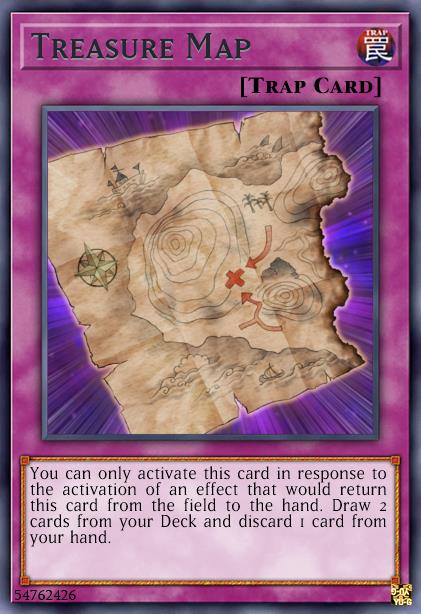 Treasure Map
TRAP
罠
[Trap Card]
You can only activate this card in response to
the activation of an effect that would return
this card from the field to the hand. Draw 2
cards from your Deck and discard 1 card from
your hand.
54762426